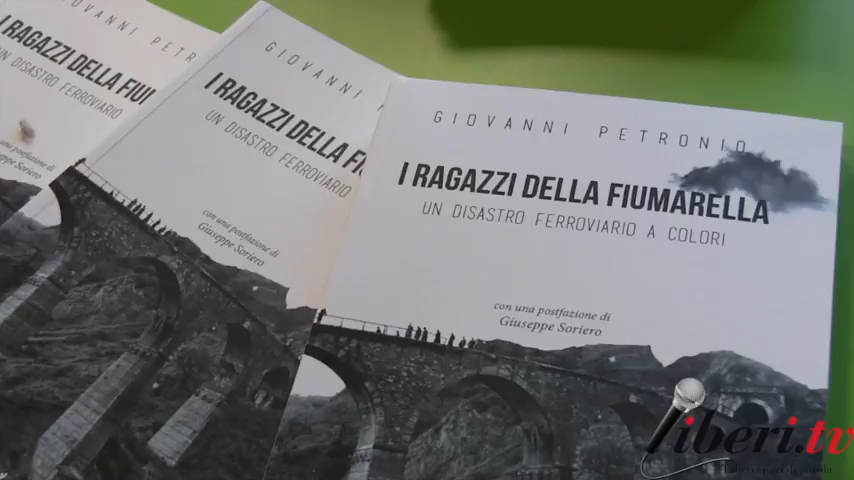 GIOVANNI PETR
I RAGAZZI DELLA FIU
UN DISASTRO FERROVIARIO
una postfazione di
Giuseppe Soriero
GIOVANNI P
I RAGAZZI DELLA FIU
UN DISASTRO FERROVIARIO
con una postfazione di
Giuseppe Soriero
GIOVANNI PETRONIO
I RAGAZZI DELLA FIUMARELLA
UN DISASTRO FERROVIARIO A COLORI
con una postfazione di
Giuseppe Soriero
liberi.tv